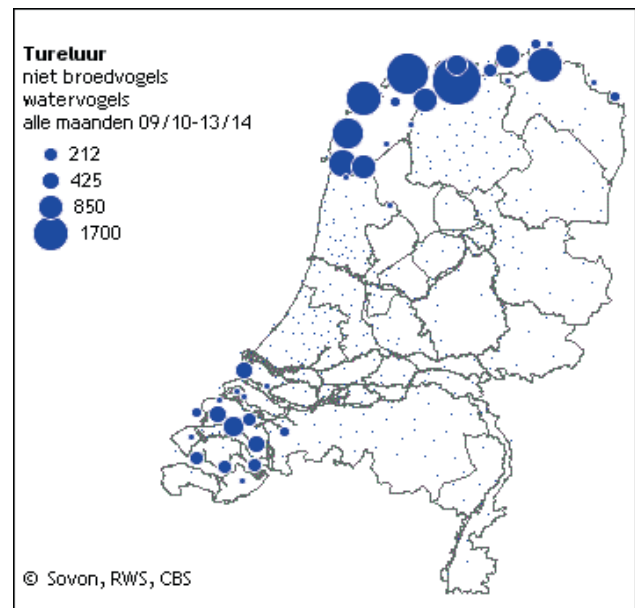 Tureluur
niet broedvogels
watervogels
alle maanden 09/10-13/14
212
425
850
1700
© Sovon, RWS, CBS